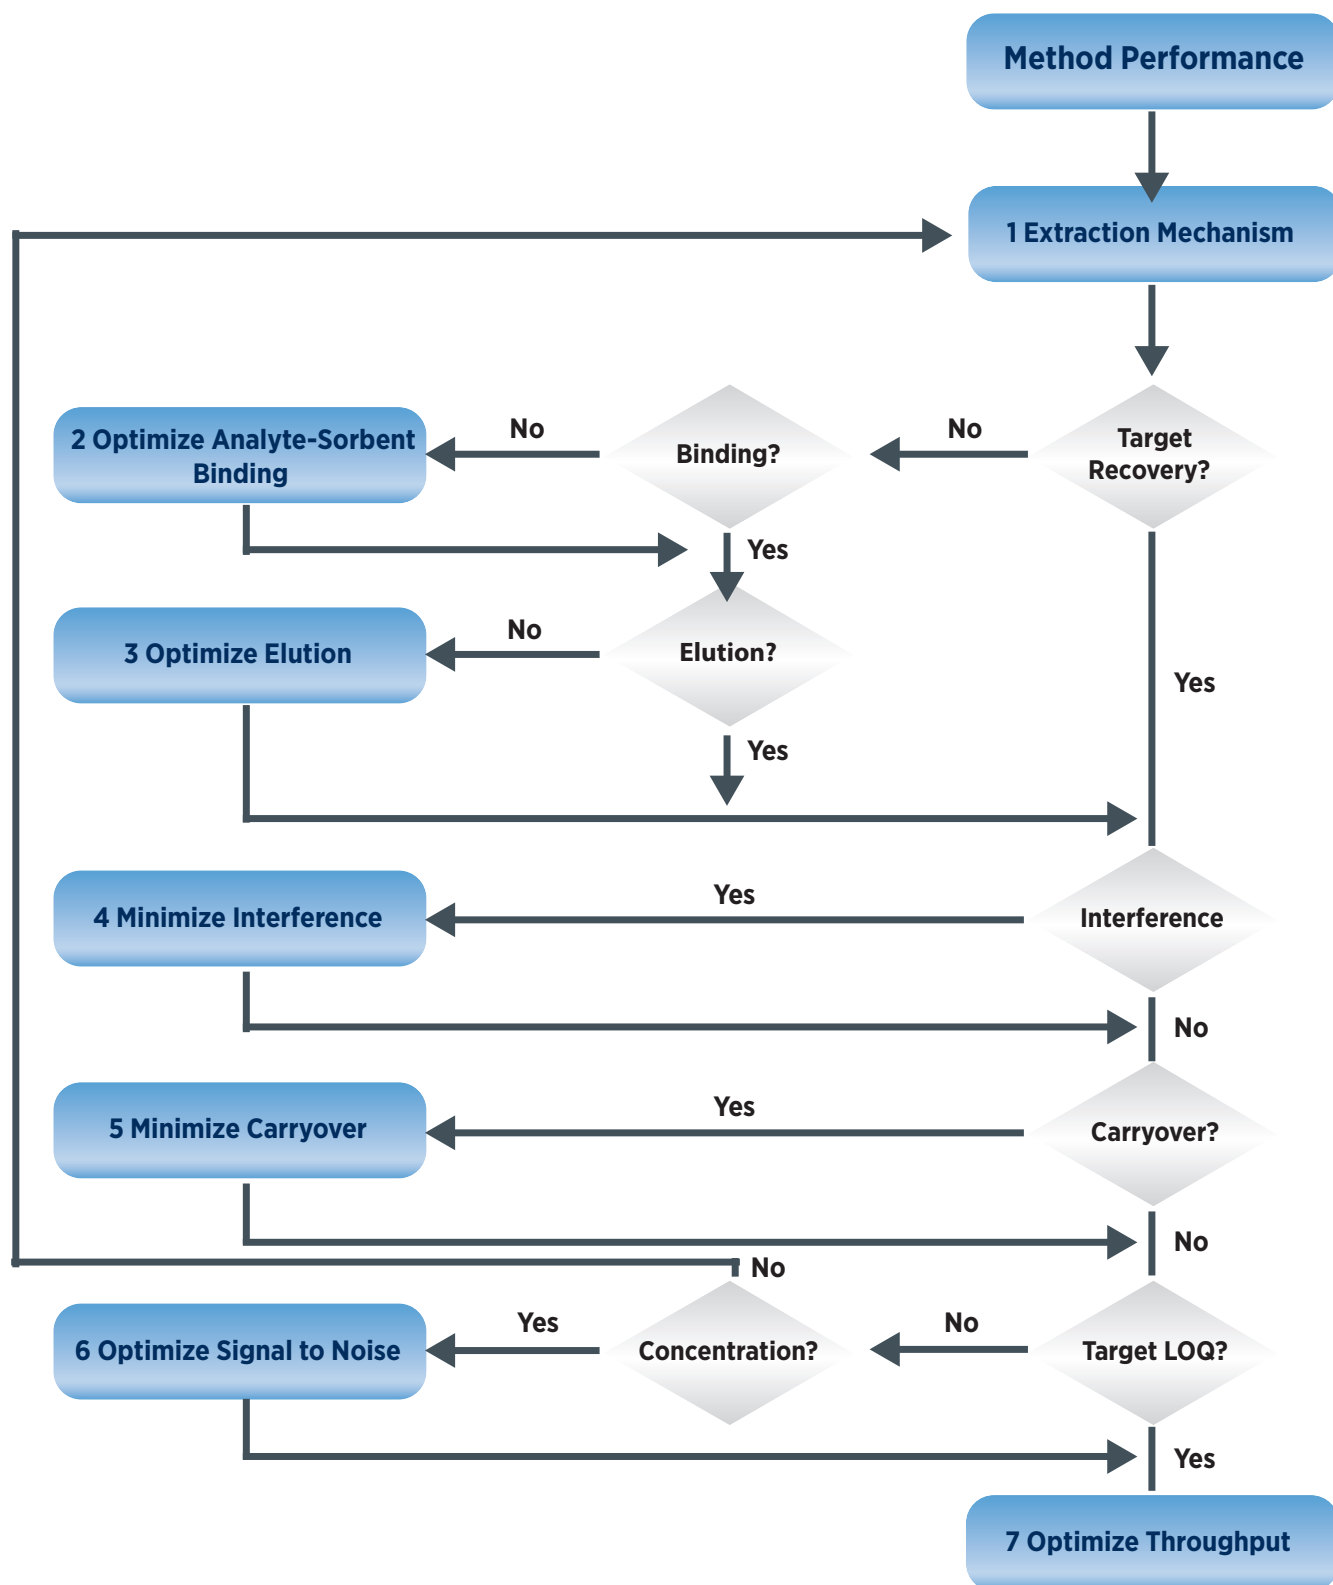 Method Performance
1 Extraction Mechanism
2 Optimize Analyte-Sorbent
Binding
No
Binding?
No
Target
Recovery?
Yes
3 Optimize Elution
No
Elution?
Yes
Yes
4 Minimize Interference
Yes
Interference
No
5 Minimize Carryover
Yes
Carryover?
No
No
6 Optimize Signal to Noise
Yes
Concentration?
No
Target LOQ?
Yes
7 Optimize Throughput